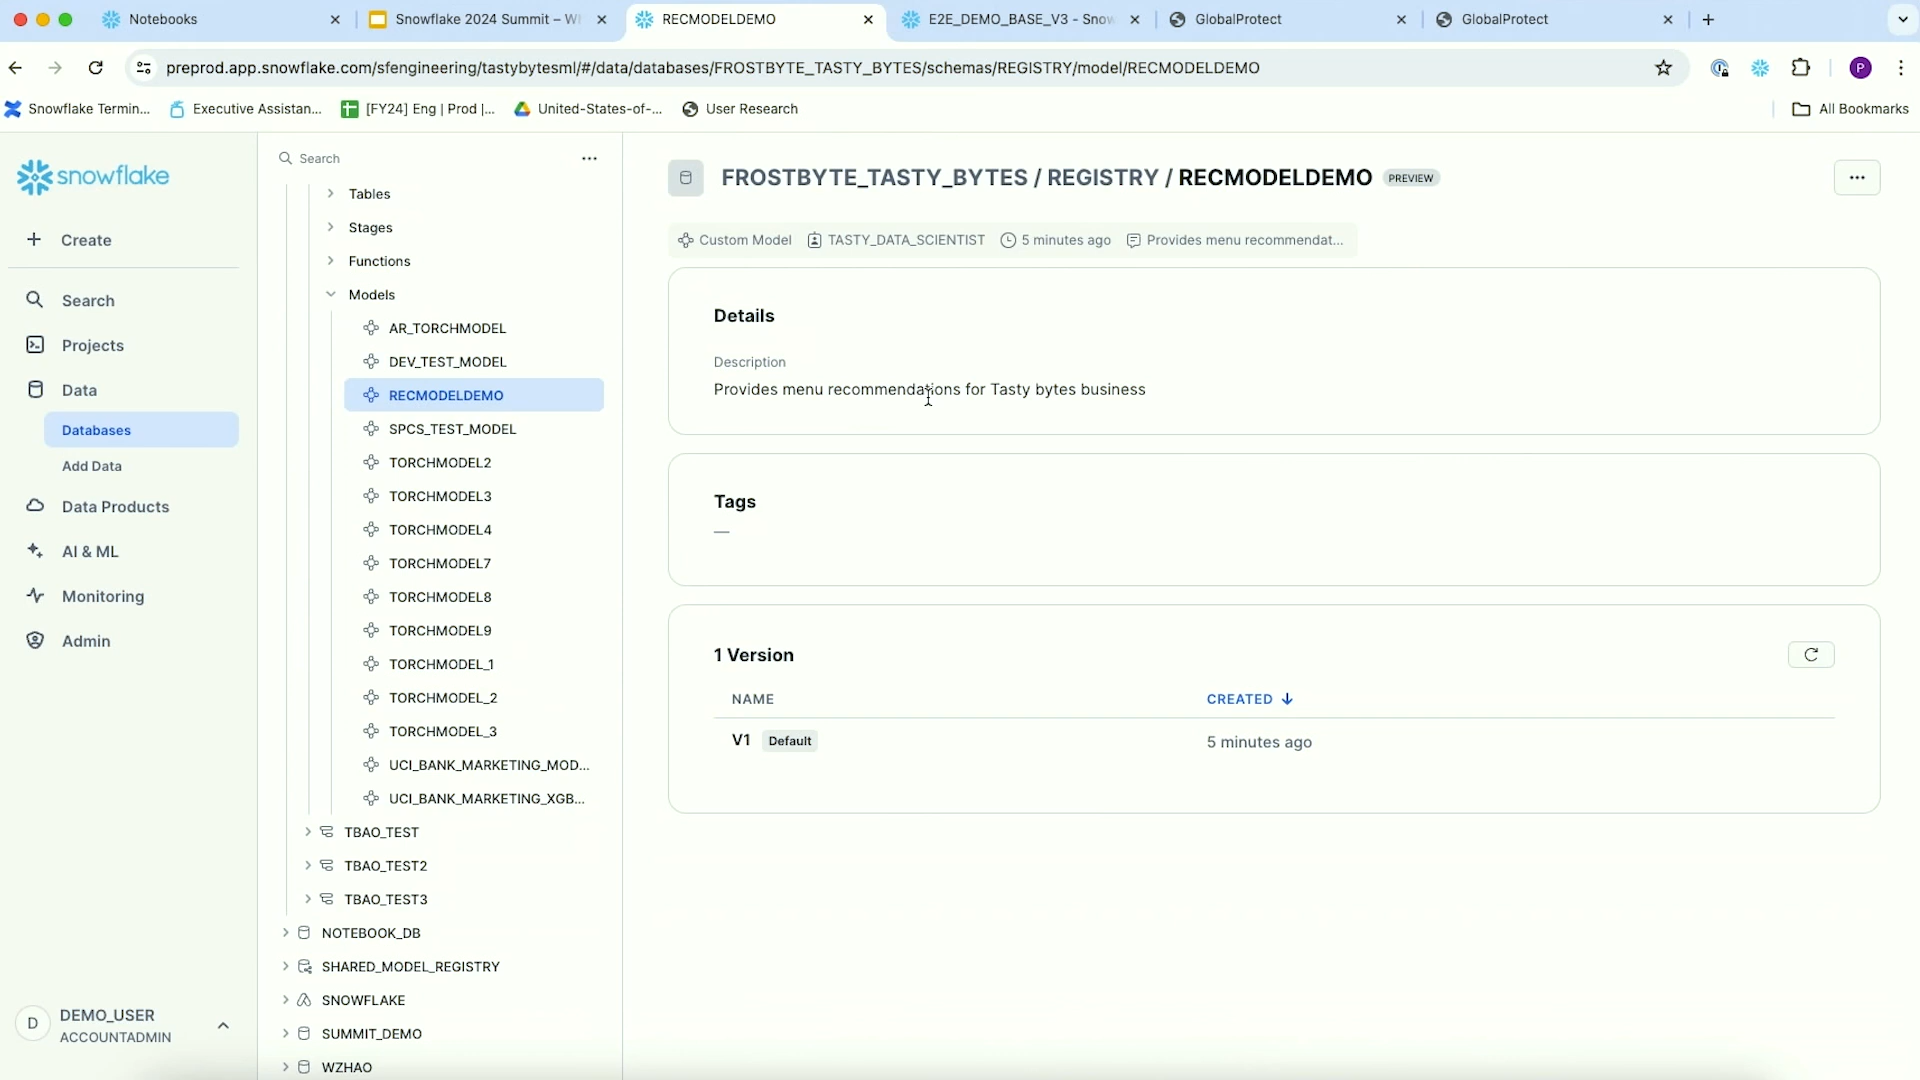 Notebooks
Snowflake 2024 Summit – W
RECMODELDEMO
E2E_DEMO_BASE_V3 - Snow
GlobalProtect
GlobalProtect
preprod.app.snowflake.com/sfengineering/tastybytesml/#/data/databases/FROSTBYTE_TASTY_BYTES/schemas/REGISTRY/model/RECMODELDEMO
P
Snowflake Termin...
Executive Assistan...
[FY24] Eng | Prod |...
United-States-of-...
User Research
All Bookmarks
snowflake
Create
Search
Projects
Data
Databases
Add Data
Data Products
AI & ML
Monitoring
Admin
D
DEMO_USER
ACCOUNTADMIN
Search
Tables
Stages
Functions
Models
AR_TORCHMODEL
DEV_TEST_MODEL
RECMODELDEMO
SPCS_TEST_MODEL
TORCHMODEL2
TORCHMODEL3
TORCHMODEL4
TORCHMODEL7
TORCHMODEL8
TORCHMODEL9
TORCHMODEL_1
TORCHMODEL_2
TORCHMODEL_3
UCI_BANK_MARKETING_MOD...
UCI_BANK_MARKETING_XGB...
TBAO_TEST
TBAO_TEST2
TBAO_TEST3
NOTEBOOK_DB
SHARED_MODEL_REGISTRY
SNOWFLAKE
SUMMIT_DEMO
WZHAO
FROSTBYTE_TASTY_BYTES / REGISTRY / RECMODELDEMO PREVIEW
Custom Model TASTY_DATA_SCIENTIST 5 minutes ago Provides menu recommendat...
Details
Description
Provides menu recommendations for Tasty bytes business
Tags
—
1 Version
NAME CREATED
V1 Default 5 minutes ago